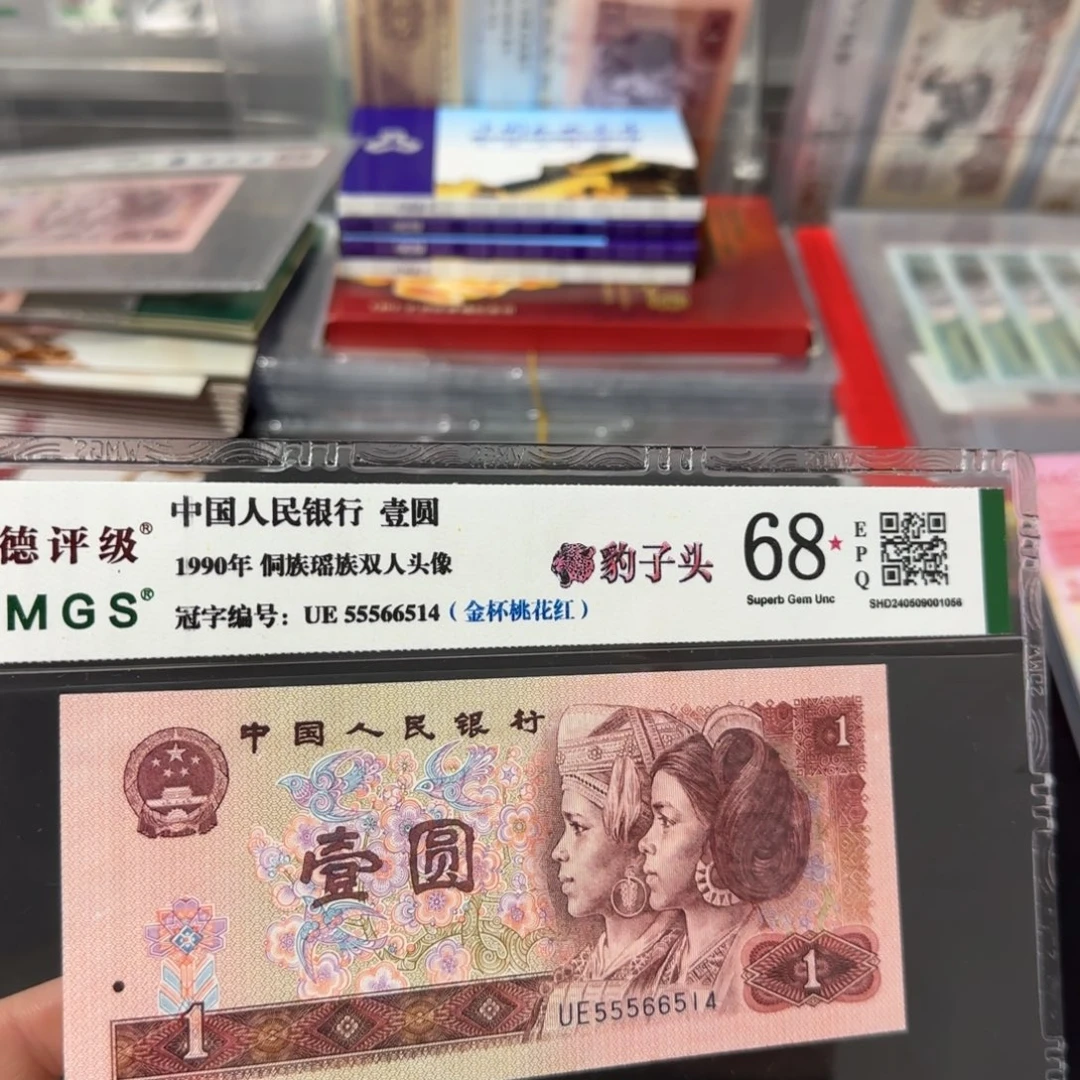 德评级®
MGS®
中国人民银行 壹圆
1990年 侗族瑶族双人头像
冠字编号：UE 55566514（金杯桃花红）
豹子头
68★
EPQ
Superb Gem Unc
SHD240509001056
中国人民银行
壹圆
1
1
1
UE55566514